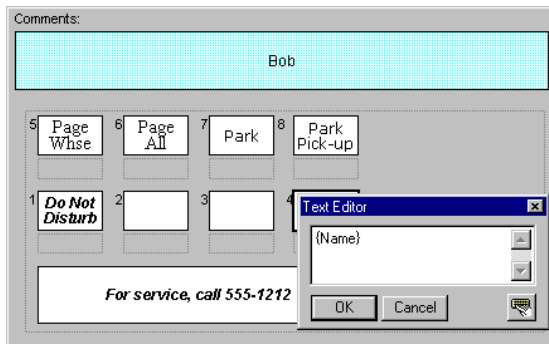 Comments:
Bob
5 Page Whse 6 Page All 7 Park 8 Park Pick-up
1 Do Not Disturb 2 3 4
Text Editor
{Name}
OK Cancel
For service, call 555-1212